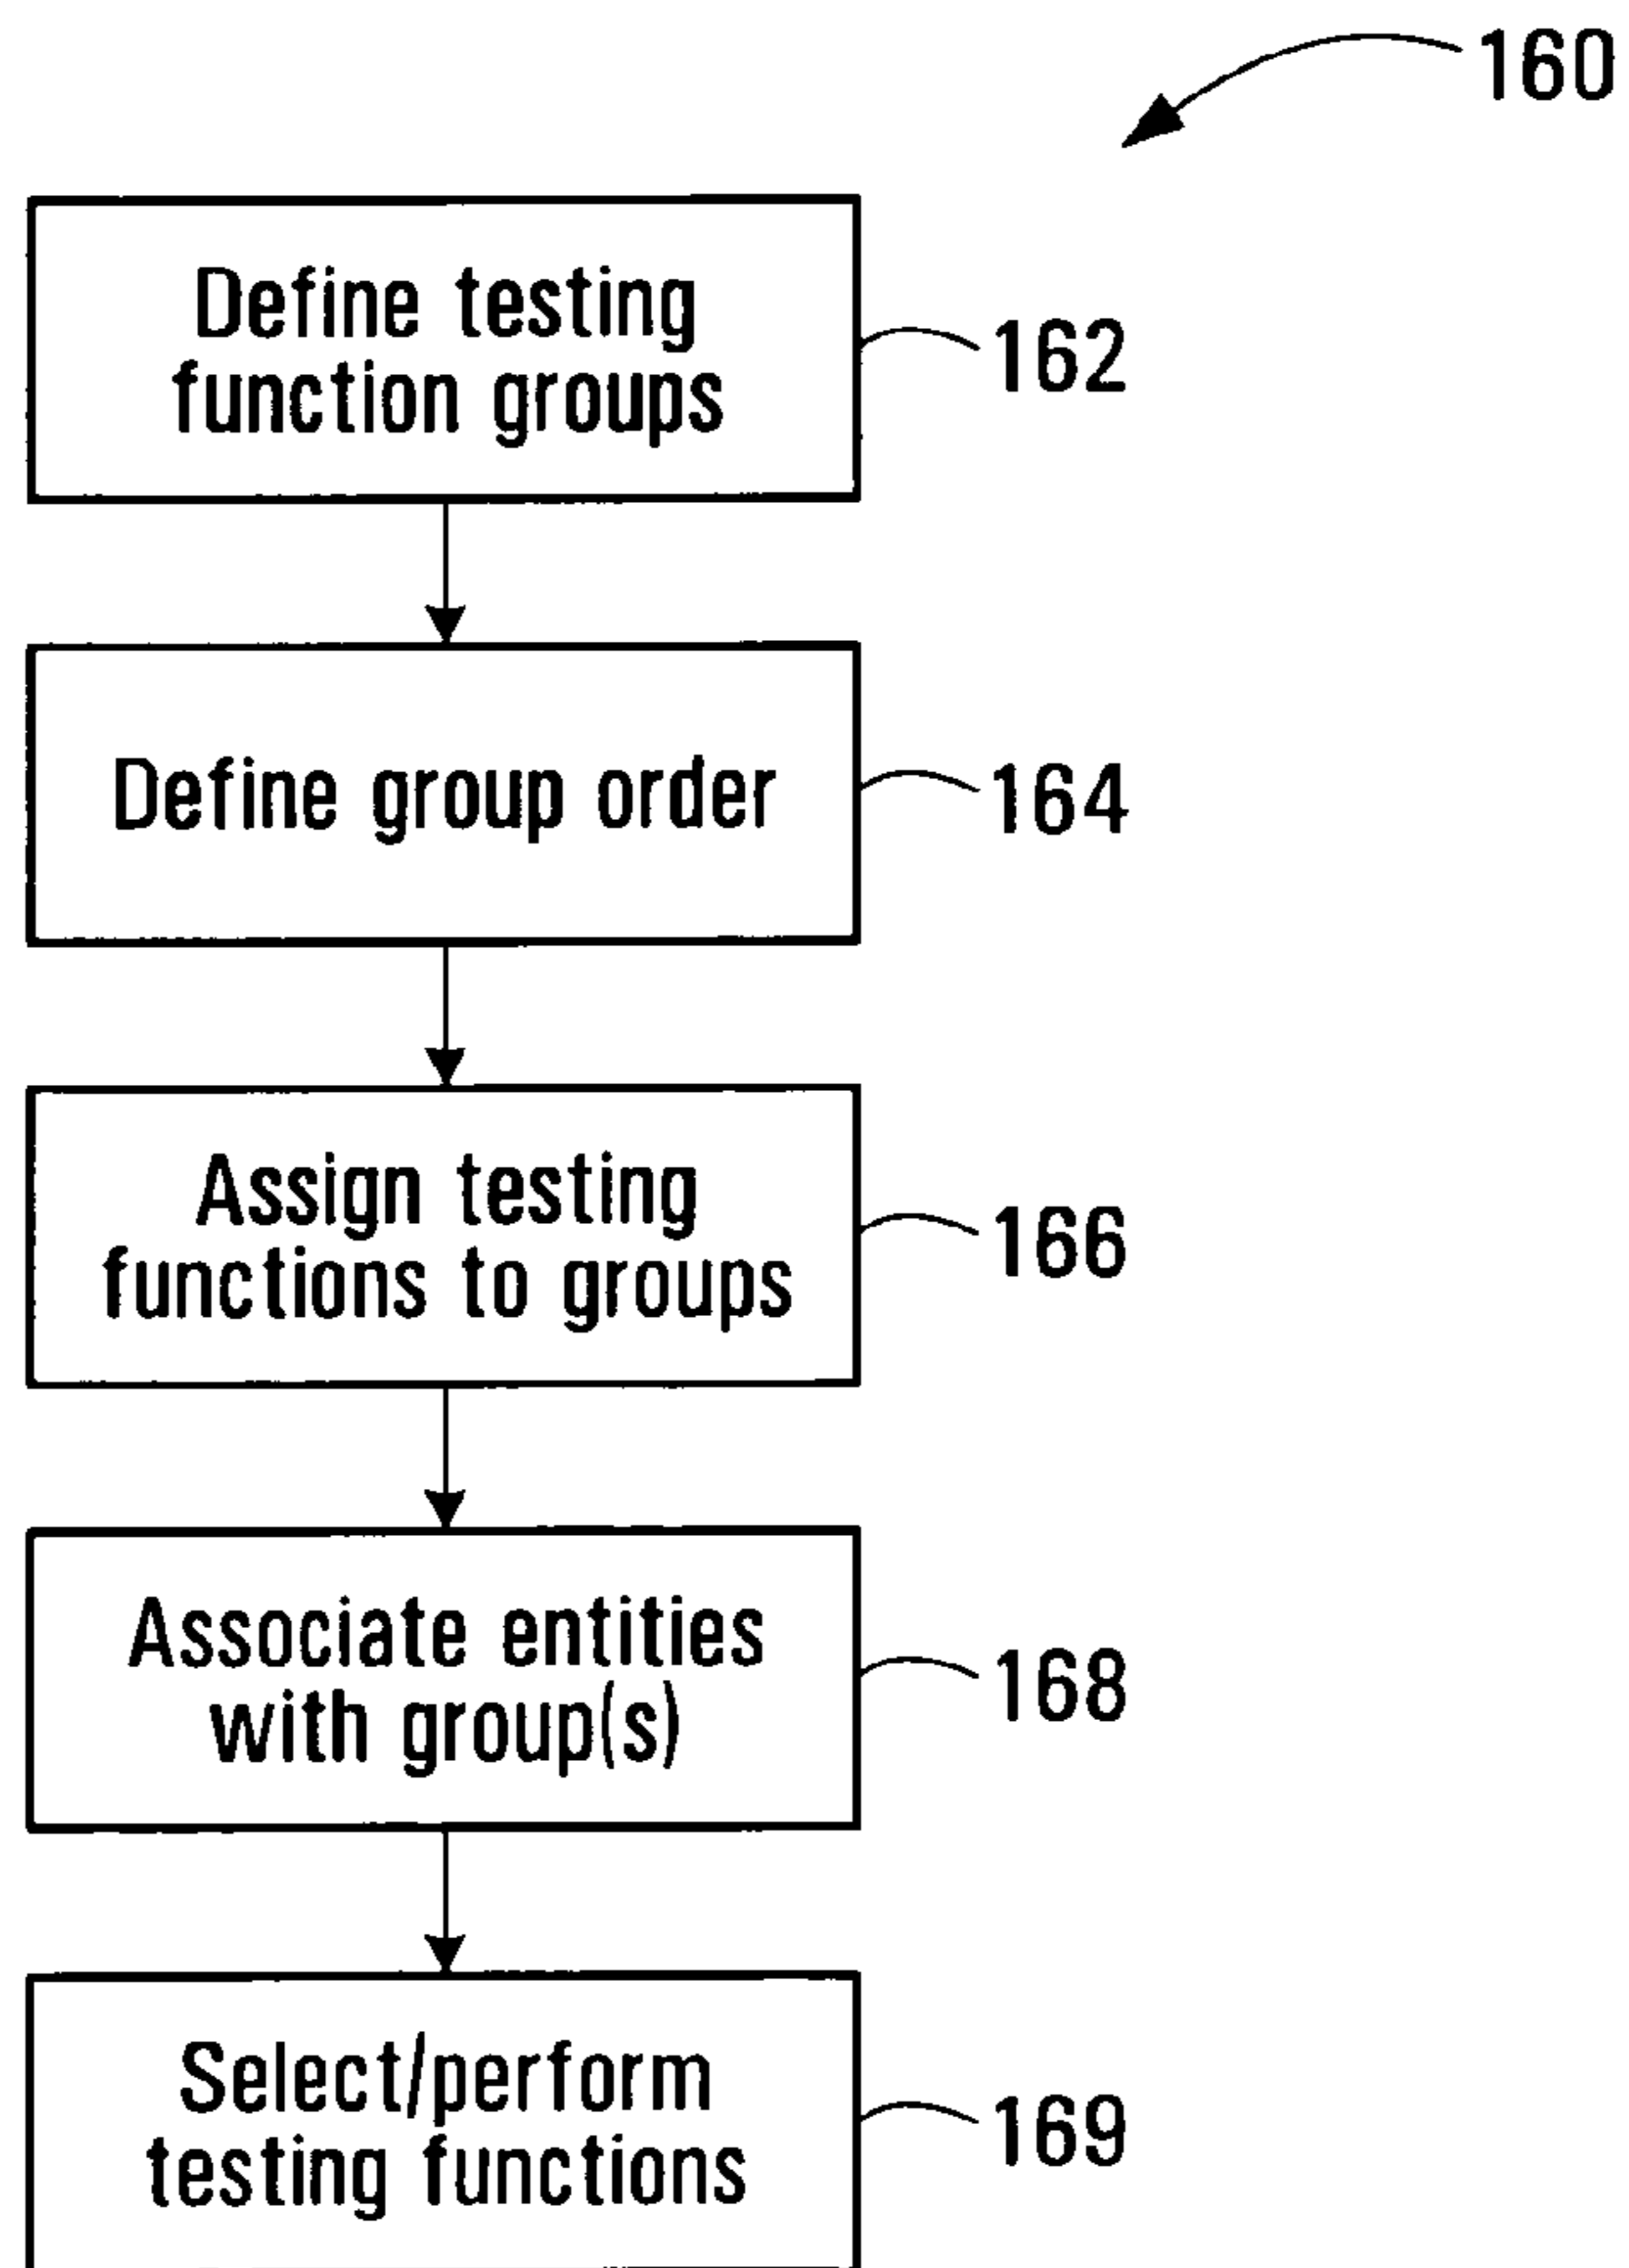 160
Define testing
function groups
162
Define group order
164
Assign testing
functions to groups
166
Associate entities
with group(s)
168
Select/perform
testing functions
169